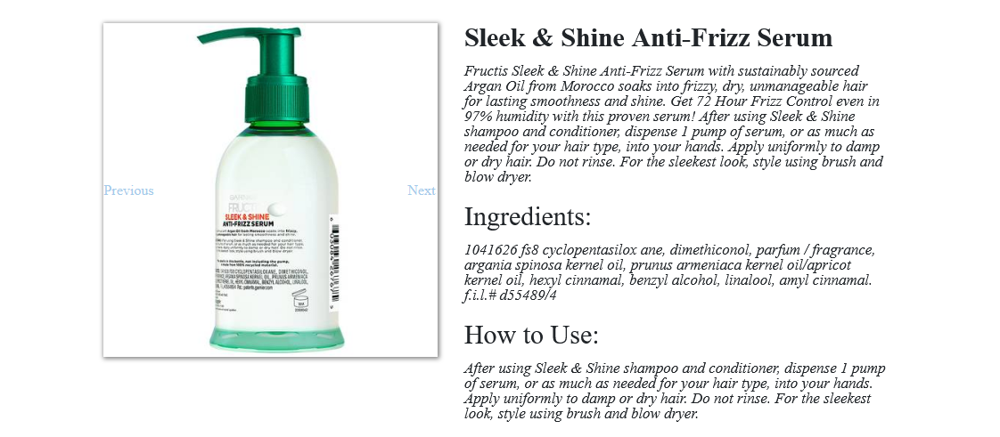 Sleek & Shine Anti-Frizz Serum
Fructis Sleek & Shine Anti-Frizz Serum with sustainably sourced
Argan Oil from Morocco soaks into frizzy, dry, unmanageable hair
for lasting smoothness and shine. Get 72 Hour Frizz Control even in
97% humidity with this proven serum! After using Sleek & Shine
shampoo and conditioner, dispense 1 pump of serum, or as much as
needed for your hair type, into your hands. Apply uniformly to damp
or dry hair. Do not rinse. For the sleekest look, style using brush and
blow dryer.
Previous
Next
SLEEK & SHINE
ANTI-FRIZZ SERUM
Ingredients:
1041626 fs8 cyclopentasilox ane, dimethiconol, parfum / fragrance,
argania spinosa kernel oil, prunus armeniaca kernel oil/apricot
kernel oil, hexyl cinnamal, benzyl alcohol, linalool, amyl cinnamal.
f.i.l.# d55489/4
How to Use:
After using Sleek & Shine shampoo and conditioner, dispense 1 pump
of serum, or as much as needed for your hair type, into your hands.
Apply uniformly to damp or dry hair. Do not rinse. For the sleekest
look, style using brush and blow dryer.